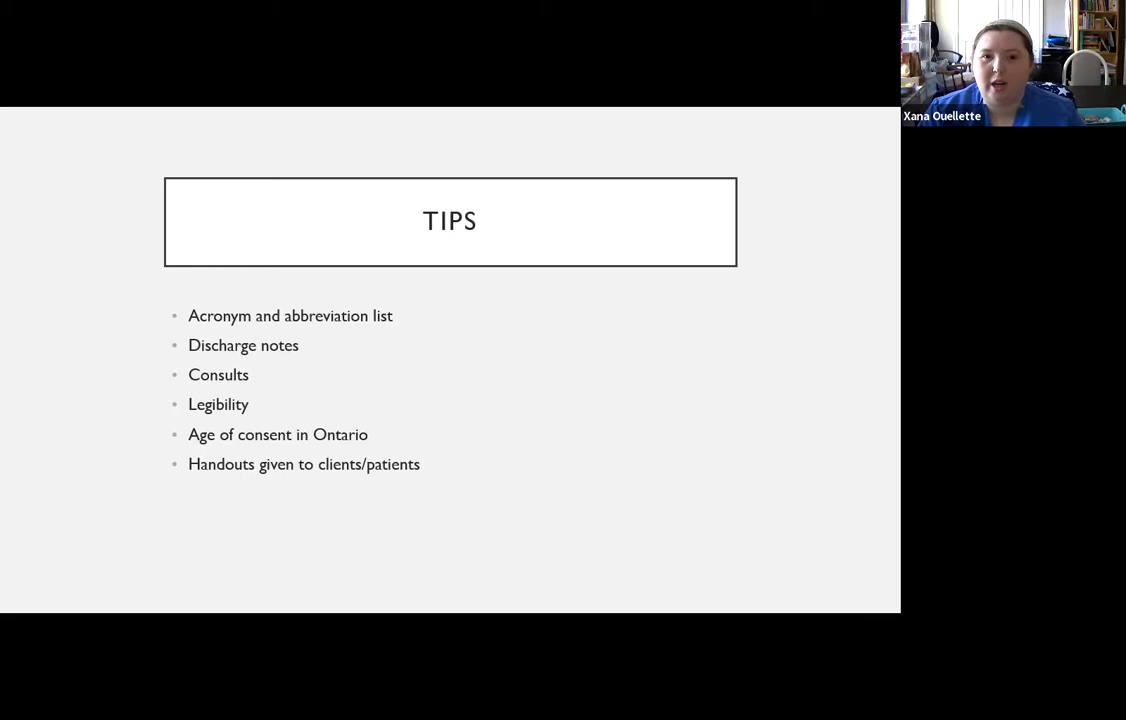 TIPS
Acronym and abbreviation list
Discharge notes
Consults
Legibility
Age of consent in Ontario
Handouts given to clients/patients
Xana Ouellette